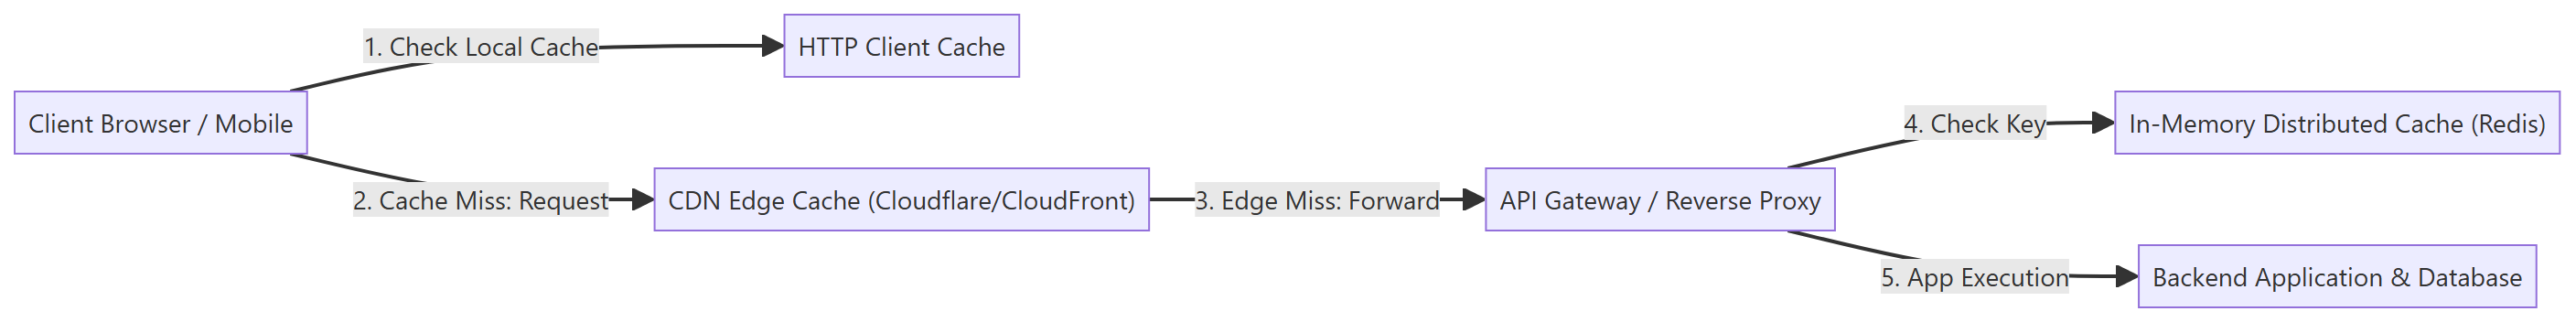 1. Check Local Cache
HTTP Client Cache
Client Browser / Mobile
2. Cache Miss: Request
CDN Edge Cache (Cloudflare/CloudFront)
3. Edge Miss: Forward
API Gateway / Reverse Proxy
4. Check Key
In-Memory Distributed Cache (Redis)
5. App Execution
Backend Application & Database